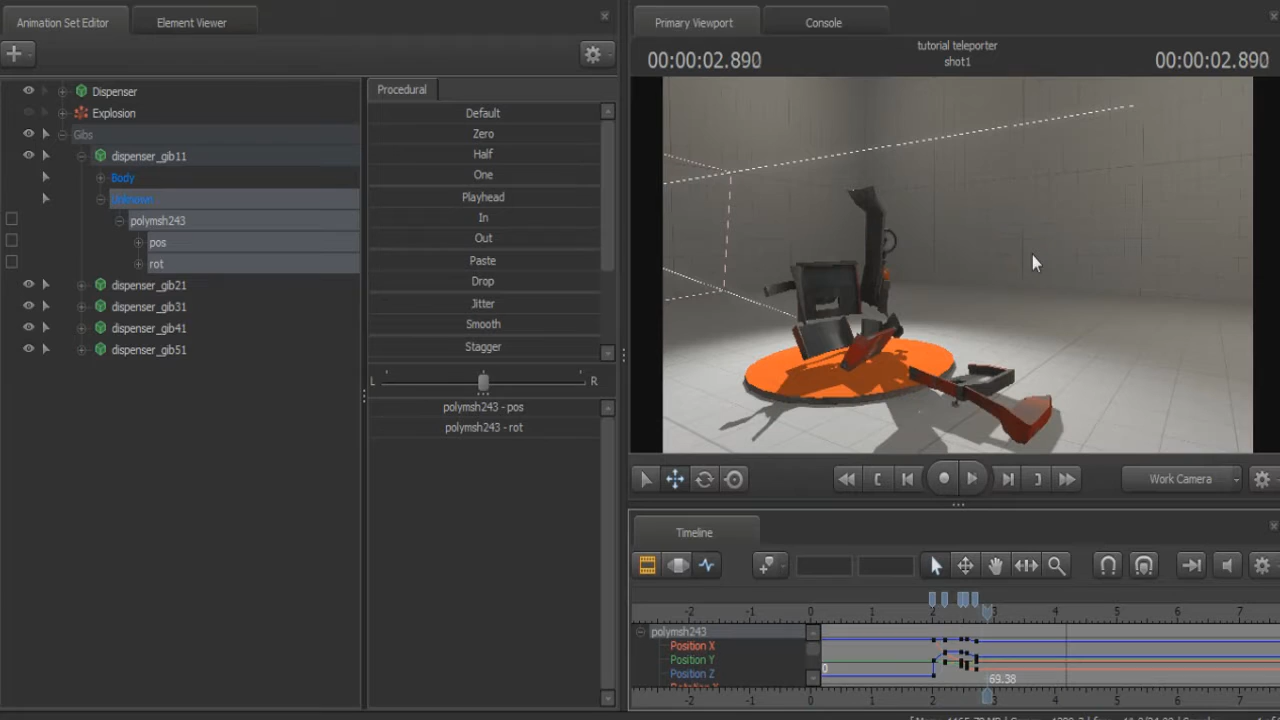 Animation Set Editor
Element Viewer
Dispenser
Explosion
Gibs
dispenser_gib11
Body
Unknown
polymsh243
pos
rot
dispenser_gib21
dispenser_gib31
dispenser_gib41
dispenser_gib51
Procedural
Default
Zero
Half
One
Playhead
In
Out
Paste
Drop
Jitter
Smooth
Stagger
L
R
polymsh243 - pos
polymsh243 - rot
Primary Viewport
Console
00:00:02.890
tutorial teleporter
shot1
00:00:02.890
Work Camera
Timeline
-2 -1 0 1 2 3 4 5 6 7
polymsh243
Position X
Position Y
Position Z
0
69.38
-2 -1 0 1 2 3 4 5 6 7